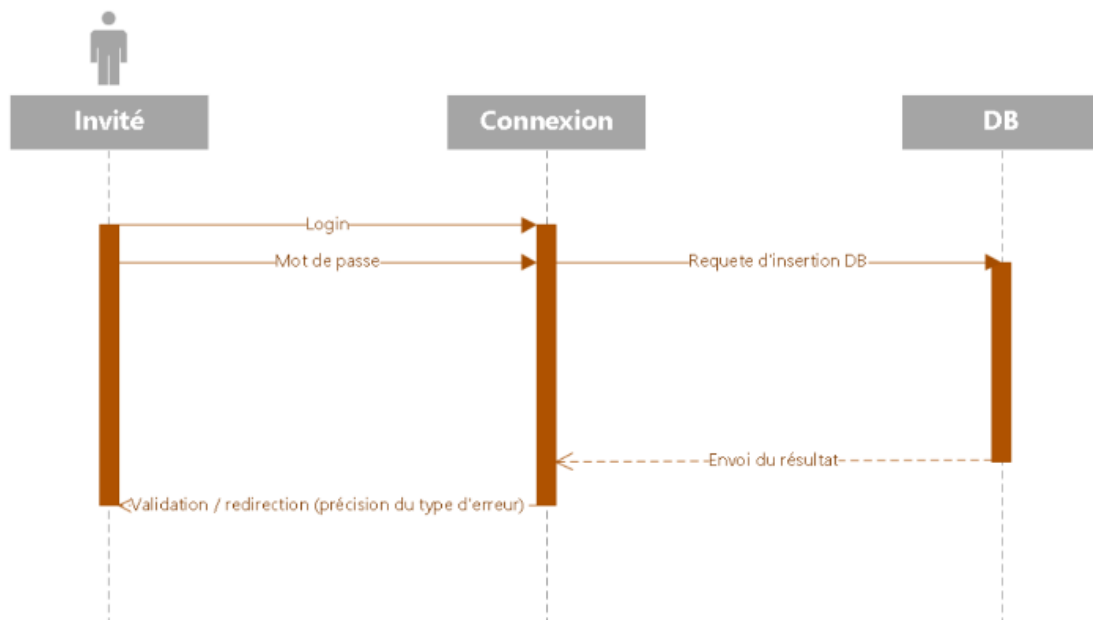 Invité
Connexion
DB
Login
Mot de passe
Requete d'insertion DB
Envoi du résultat
Validation / redirection (précision du type d'erreur)